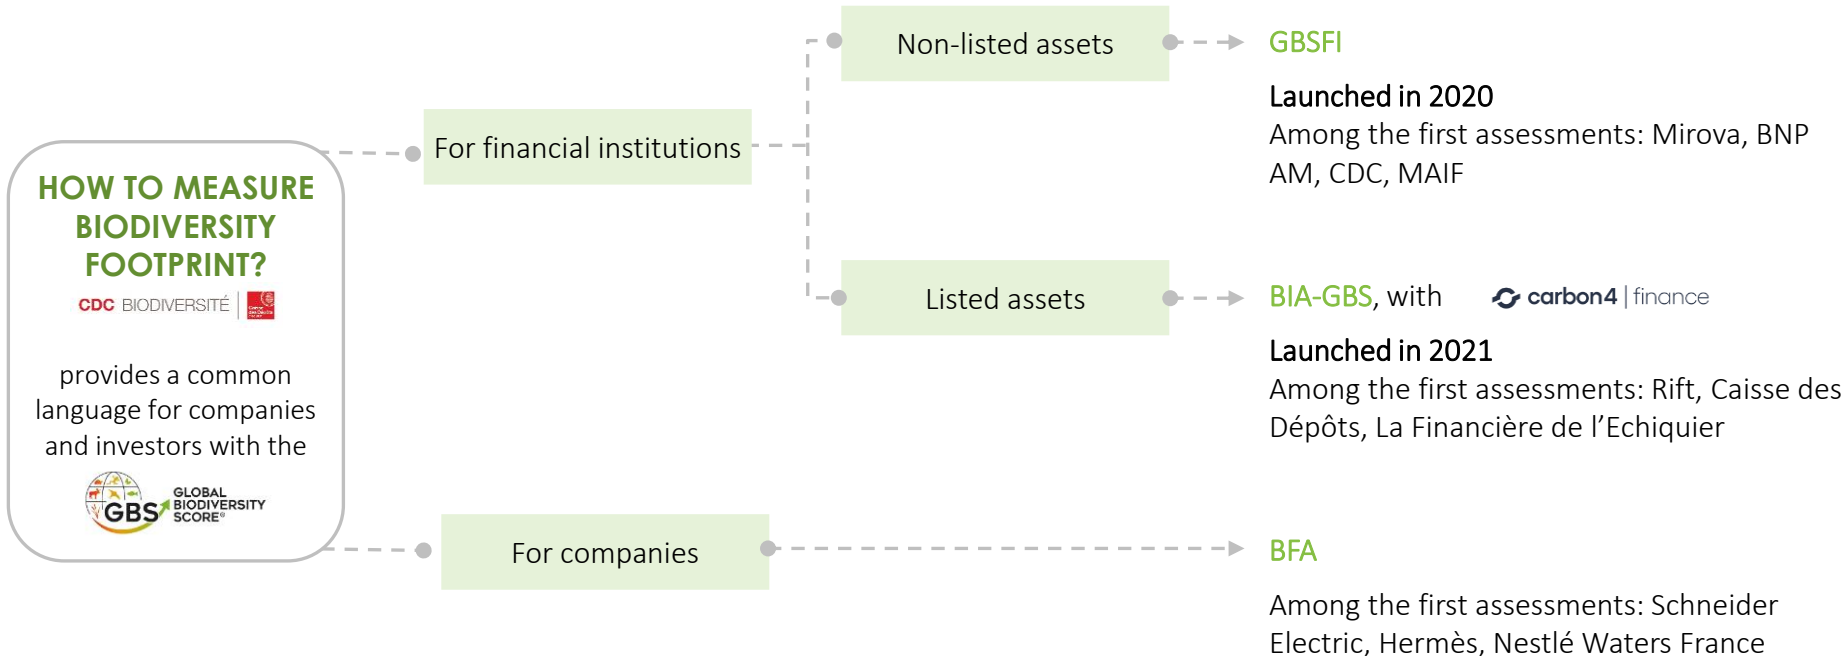 HOW TO MEASURE
BIODIVERSITY
FOOTPRINT?
CDC BIODIVERSITÉ
provides a common
language for companies
and investors with the
GBS GLOBAL
BIODIVERSITY
SCORE®
For financial institutions
Non-listed assets
GBSFI
Launched in 2020
Among the first assessments: Mirova, BNP
AM, CDC, MAIF
Listed assets
BIA-GBS, with carbon4 | finance
Launched in 2021
Among the first assessments: Rift, Caisse des
Dépôts, La Financière de l’Echiquier
For companies
BFA
Among the first assessments: Schneider
Electric, Hermès, Nestlé Waters France